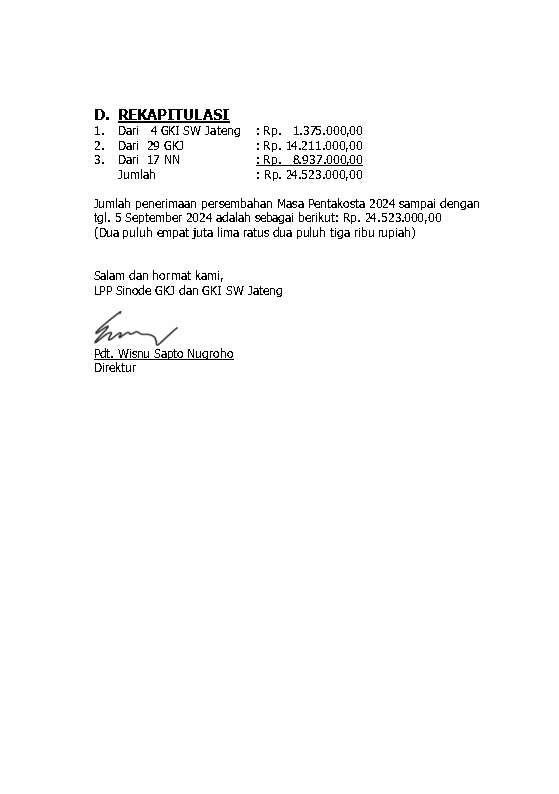 D. REKAPITULASI
1. Dari 4 GKI SW Jateng : Rp. 1.375.000,00
2. Dari 29 GKJ : Rp. 14.211.000,00
3. Dari 17 NN : Rp. 8.937.000,00
Jumlah : Rp. 24.523.000,00
Jumlah penerimaan persembahan Masa Pentakosta 2024 sampai dengan
tgl. 5 September 2024 adalah sebagai berikut: Rp. 24.523.000,00
(Dua puluh empat juta lima ratus dua puluh tiga ribu rupiah)
Salam dan hormat kami,
LPP Sinode GKJ dan GKI SW Jateng
Pdt. Wisnu Sapto Nugroho
Direktur